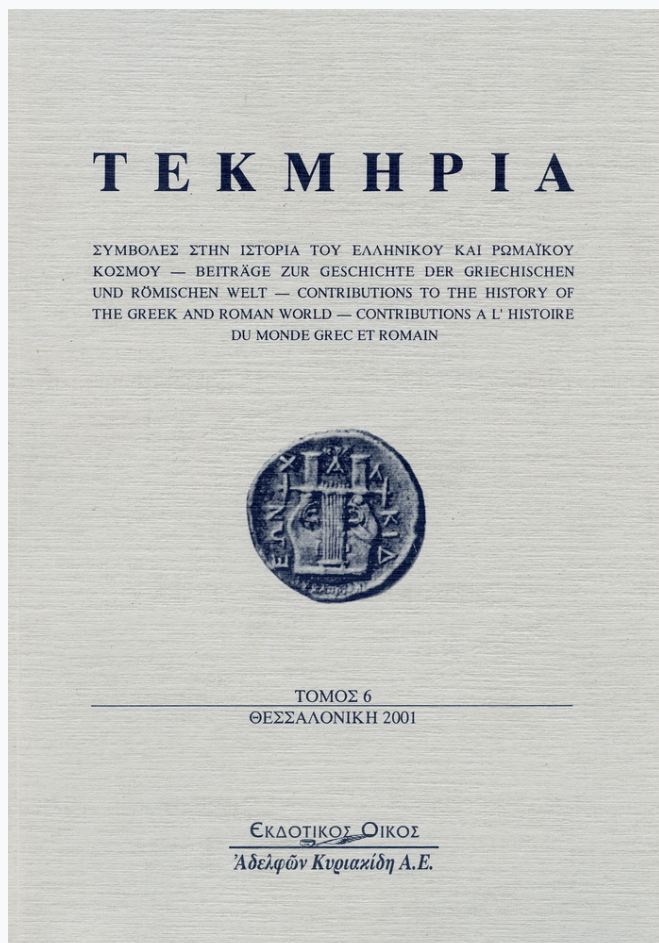 ΤΕΚΜΗΡΙΑ
ΣΥΜΒΟΛΕΣ ΣΤΗΝ ΙΣΤΟΡΙΑ ΤΟΥ ΕΛΛΗΝΙΚΟΥ ΚΑΙ ΡΩΜΑΪΚΟΥ
ΚΟΣΜΟΥ — BEITRÄGE ZUR GESCHICHTE DER GRIECHISCHEN
UND RÖMISCHEN WELT — CONTRIBUTIONS TO THE HISTORY OF
THE GREEK AND ROMAN WORLD — CONTRIBUTIONS A L' HISTOIRE
DU MONDE GREC ET ROMAIN
ΧΑΛΚΙΔΕΩΝ
ΤΟΜΟΣ 6
ΘΕΣΣΑΛΟΝΙΚΗ 2001
ΕΚΔΟΤΙΚΟΣ ΟΙΚΟΣ
Ἀδελφῶν Κυριακίδη Α.Ε.